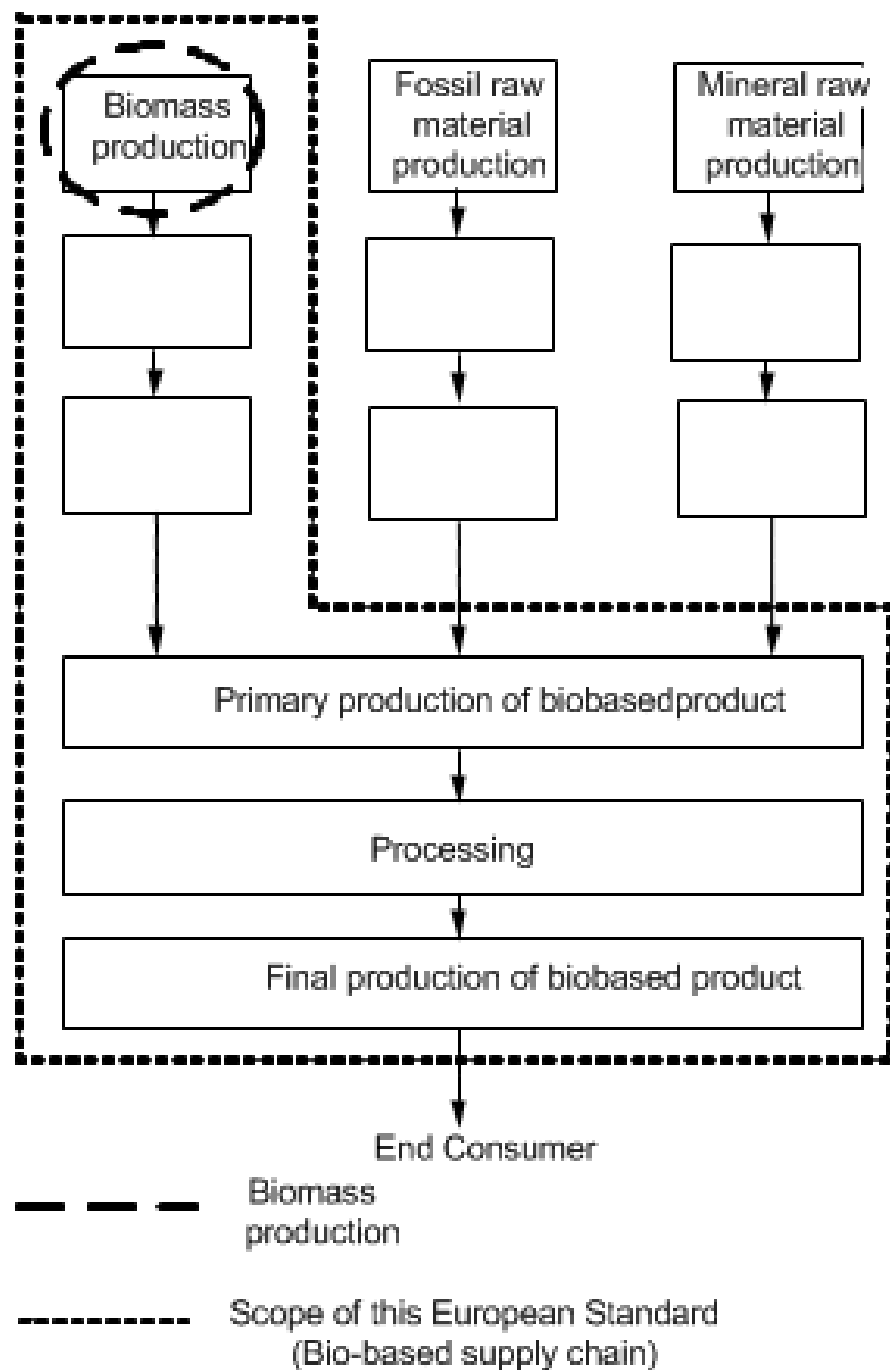 Biomass
production
Fossil raw
material
production
Mineral raw
material
production
Primary production of biobasedproduct
Processing
Final production of biobased product
End Consumer
Biomass
production
Scope of this European Standard
(Bio-based supply chain)